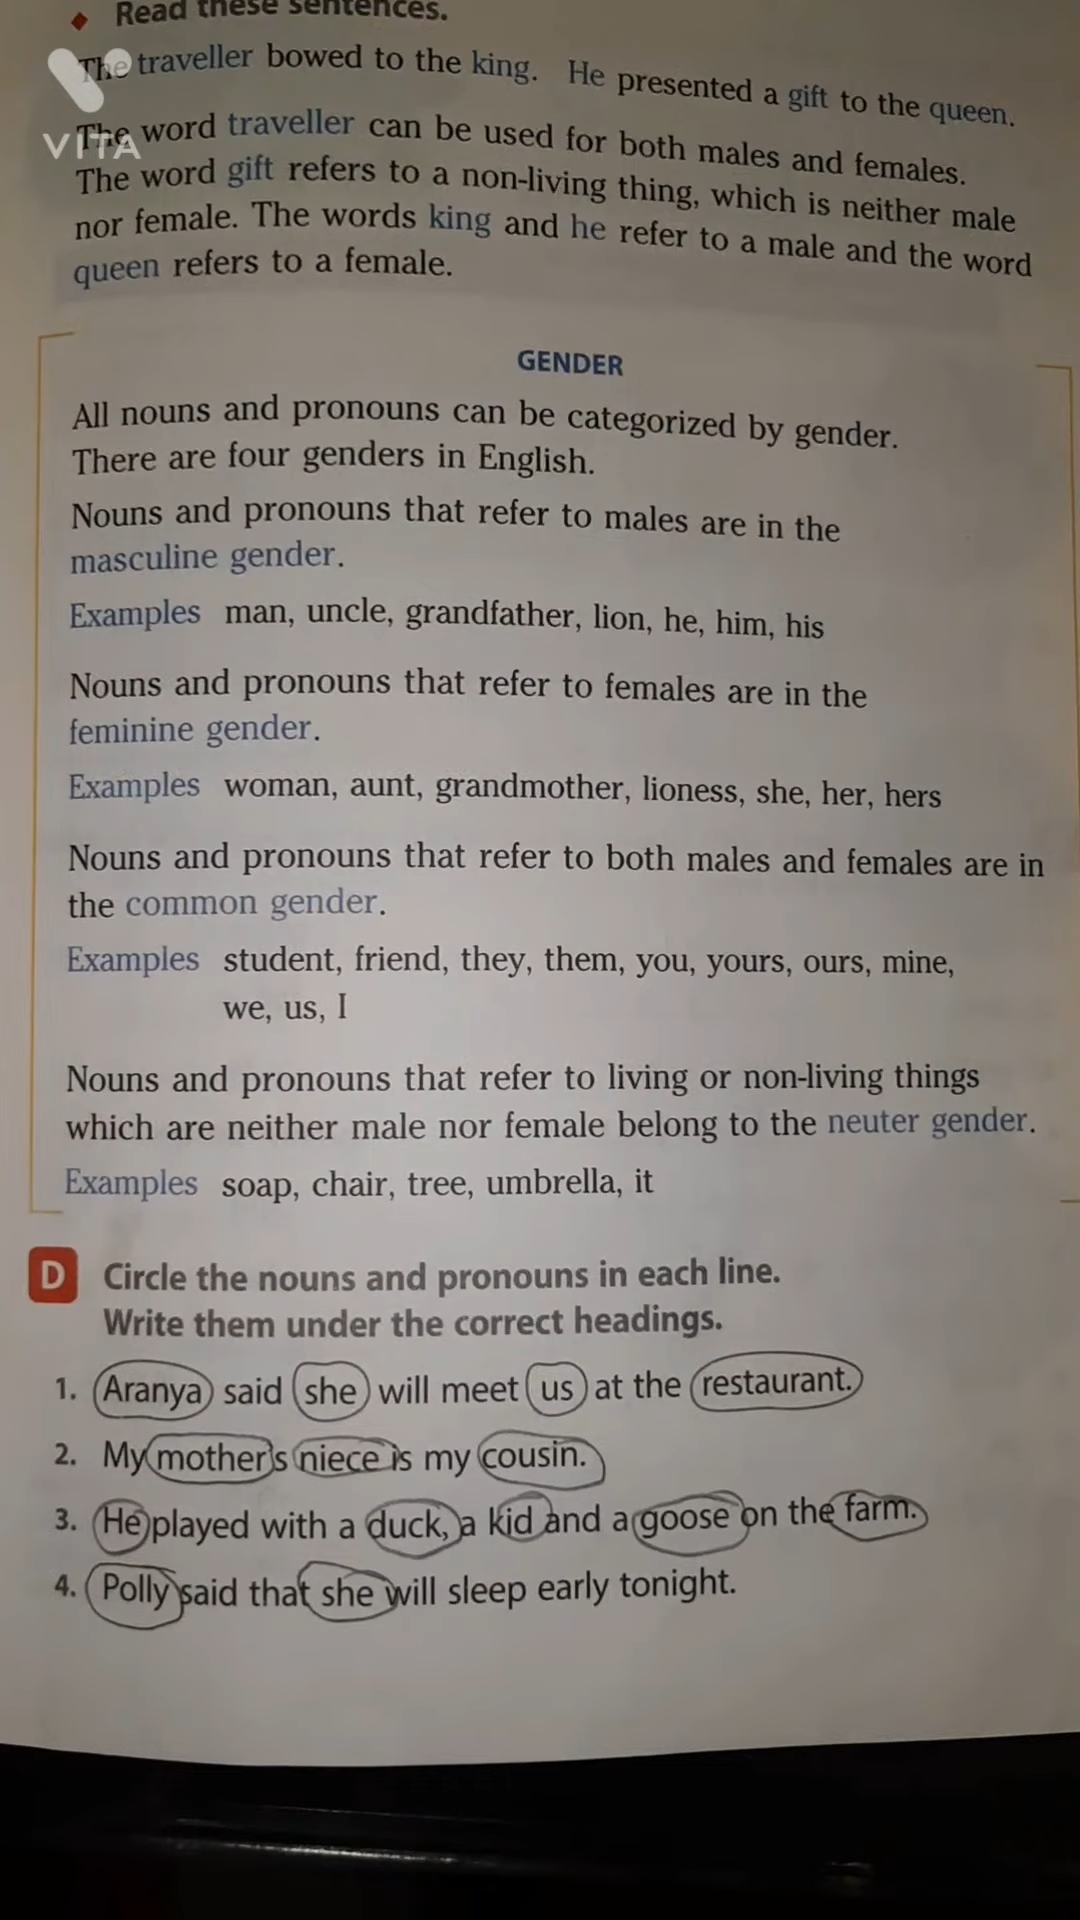 Read these sentences.
The traveller bowed to the king. He presented a gift to the queen.
VITA
The word traveller can be used for both males and females.
The word gift refers to a non-living thing, which is neither male
nor female. The words king and he refer to a male and the word
queen refers to a female.
GENDER
All nouns and pronouns can be categorized by gender.
There are four genders in English.
Nouns and pronouns that refer to males are in the
masculine gender.
Examples man, uncle, grandfather, lion, he, him, his
Nouns and pronouns that refer to females are in the
feminine gender.
Examples woman, aunt, grandmother, lioness, she, her, hers
Nouns and pronouns that refer to both males and females are in
the common gender.
Examples student, friend, they, them, you, yours, ours, mine,
we, us, I
Nouns and pronouns that refer to living or non-living things
which are neither male nor female belong to the neuter gender.
Examples soap, chair, tree, umbrella, it
D Circle the nouns and pronouns in each line.
Write them under the correct headings.
1. Aranya said she will meet us at the restaurant.
2. My mother's niece is my cousin.
3. He played with a duck, a kid and a goose on the farm.
4. Polly said that she will sleep early tonight.